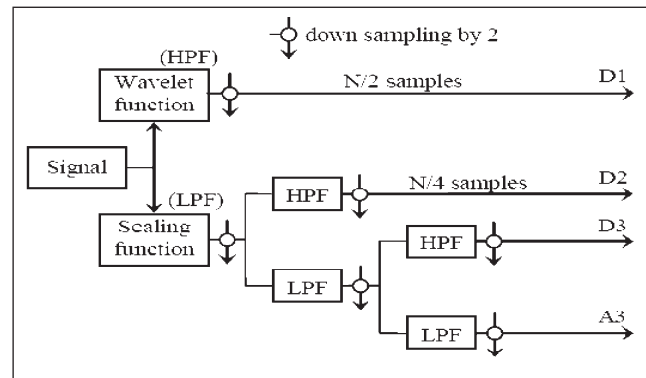 down sampling by 2
(HPF)
Wavelet
function
N/2 samples
D1
Signal
(LPF)
Scaling
function
HPF
N/4 samples
D2
HPF
D3
LPF
LPF
A3